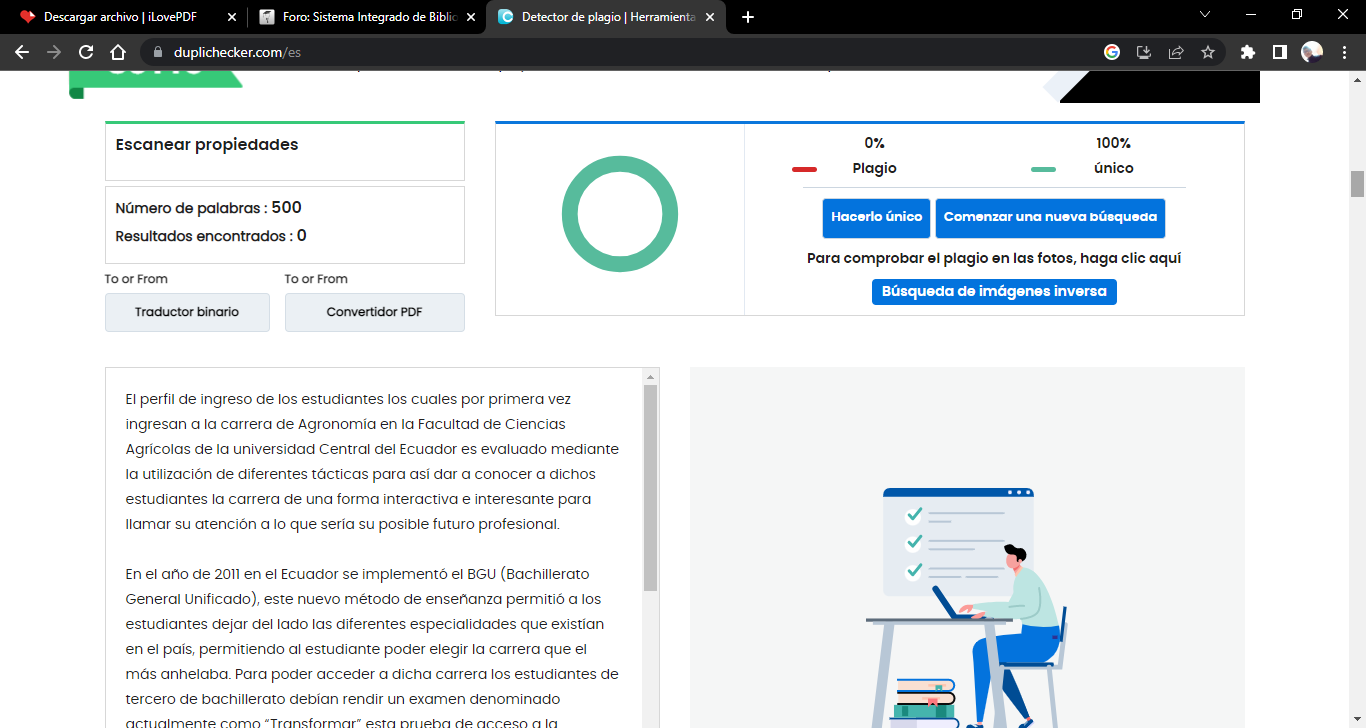 Descargar archivo | iLovePDF
Foro: Sistema Integrado de Biblio
Detector de plagio | Herramienta
duplichecker.com/es
Escanear propiedades
Número de palabras : 500
Resultados encontrados : 0
To or From
To or From
Traductor binario
Convertidor PDF
0%
100%
Plagio
único
Hacerlo único
Comenzar una nueva búsqueda
Para comprobar el plagio en las fotos, haga clic aquí
Búsqueda de imágenes inversa
El perfil de ingreso de los estudiantes los cuales por primera vez
ingresan a la carrera de Agronomía en la Facultad de Ciencias
Agrícolas de la universidad Central del Ecuador es evaluado mediante
la utilización de diferentes tácticas para así dar a conocer a dichos
estudiantes la carrera de una forma interactiva e interesante para
llamar su atención a lo que sería su posible futuro profesional.
En el año de 2011 en el Ecuador se implementó el BGU (Bachillerato
General Unificado), este nuevo método de enseñanza permitió a los
estudiantes dejar del lado las diferentes especialidades que existían
en el país, permitiendo al estudiante poder elegir la carrera que el
más anhelaba. Para poder acceder a dicha carrera los estudiantes de
tercero de bachillerato debían rendir un examen denominado
actualmente como “Transformar” esta prueba de acceso a la